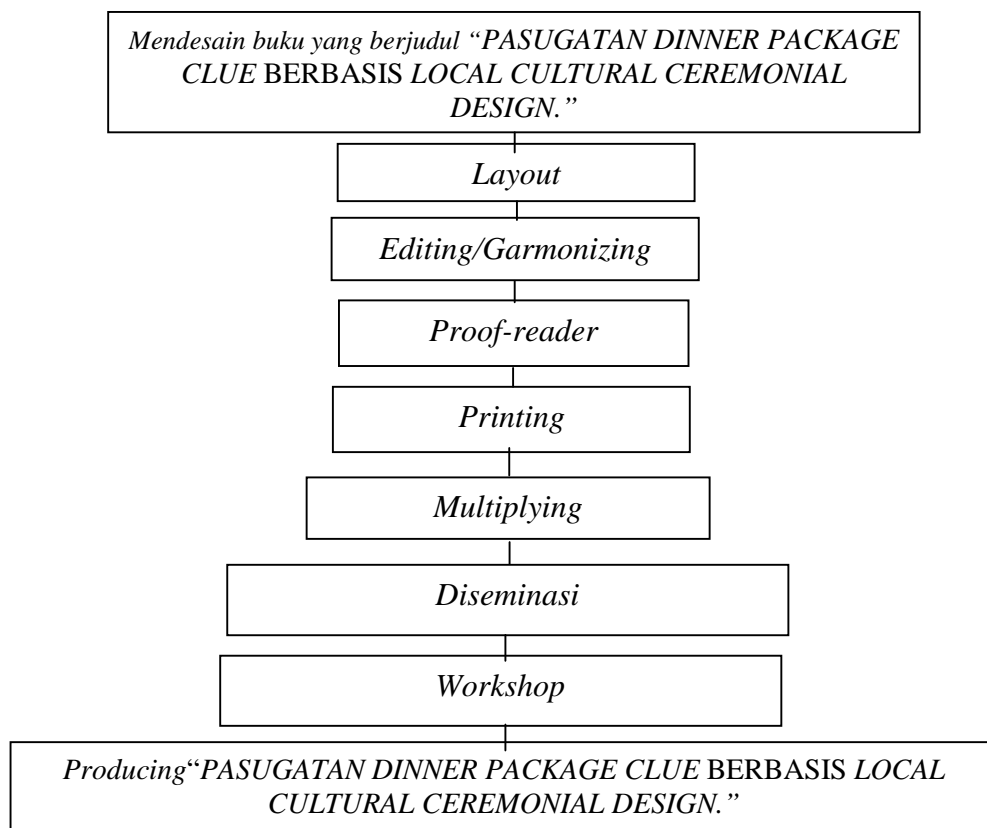 Mendesain buku yang berjudul “PASUGATAN DINNER PACKAGE
CLUE BERBASIS LOCAL CULTURAL CEREMONIAL
DESIGN.”
Layout
Editing/Garmonizing
Proof-reader
Printing
Multiplying
Diseminasi
Workshop
Producing“PASUGATAN DINNER PACKAGE CLUE BERBASIS LOCAL
CULTURAL CEREMONIAL DESIGN.”